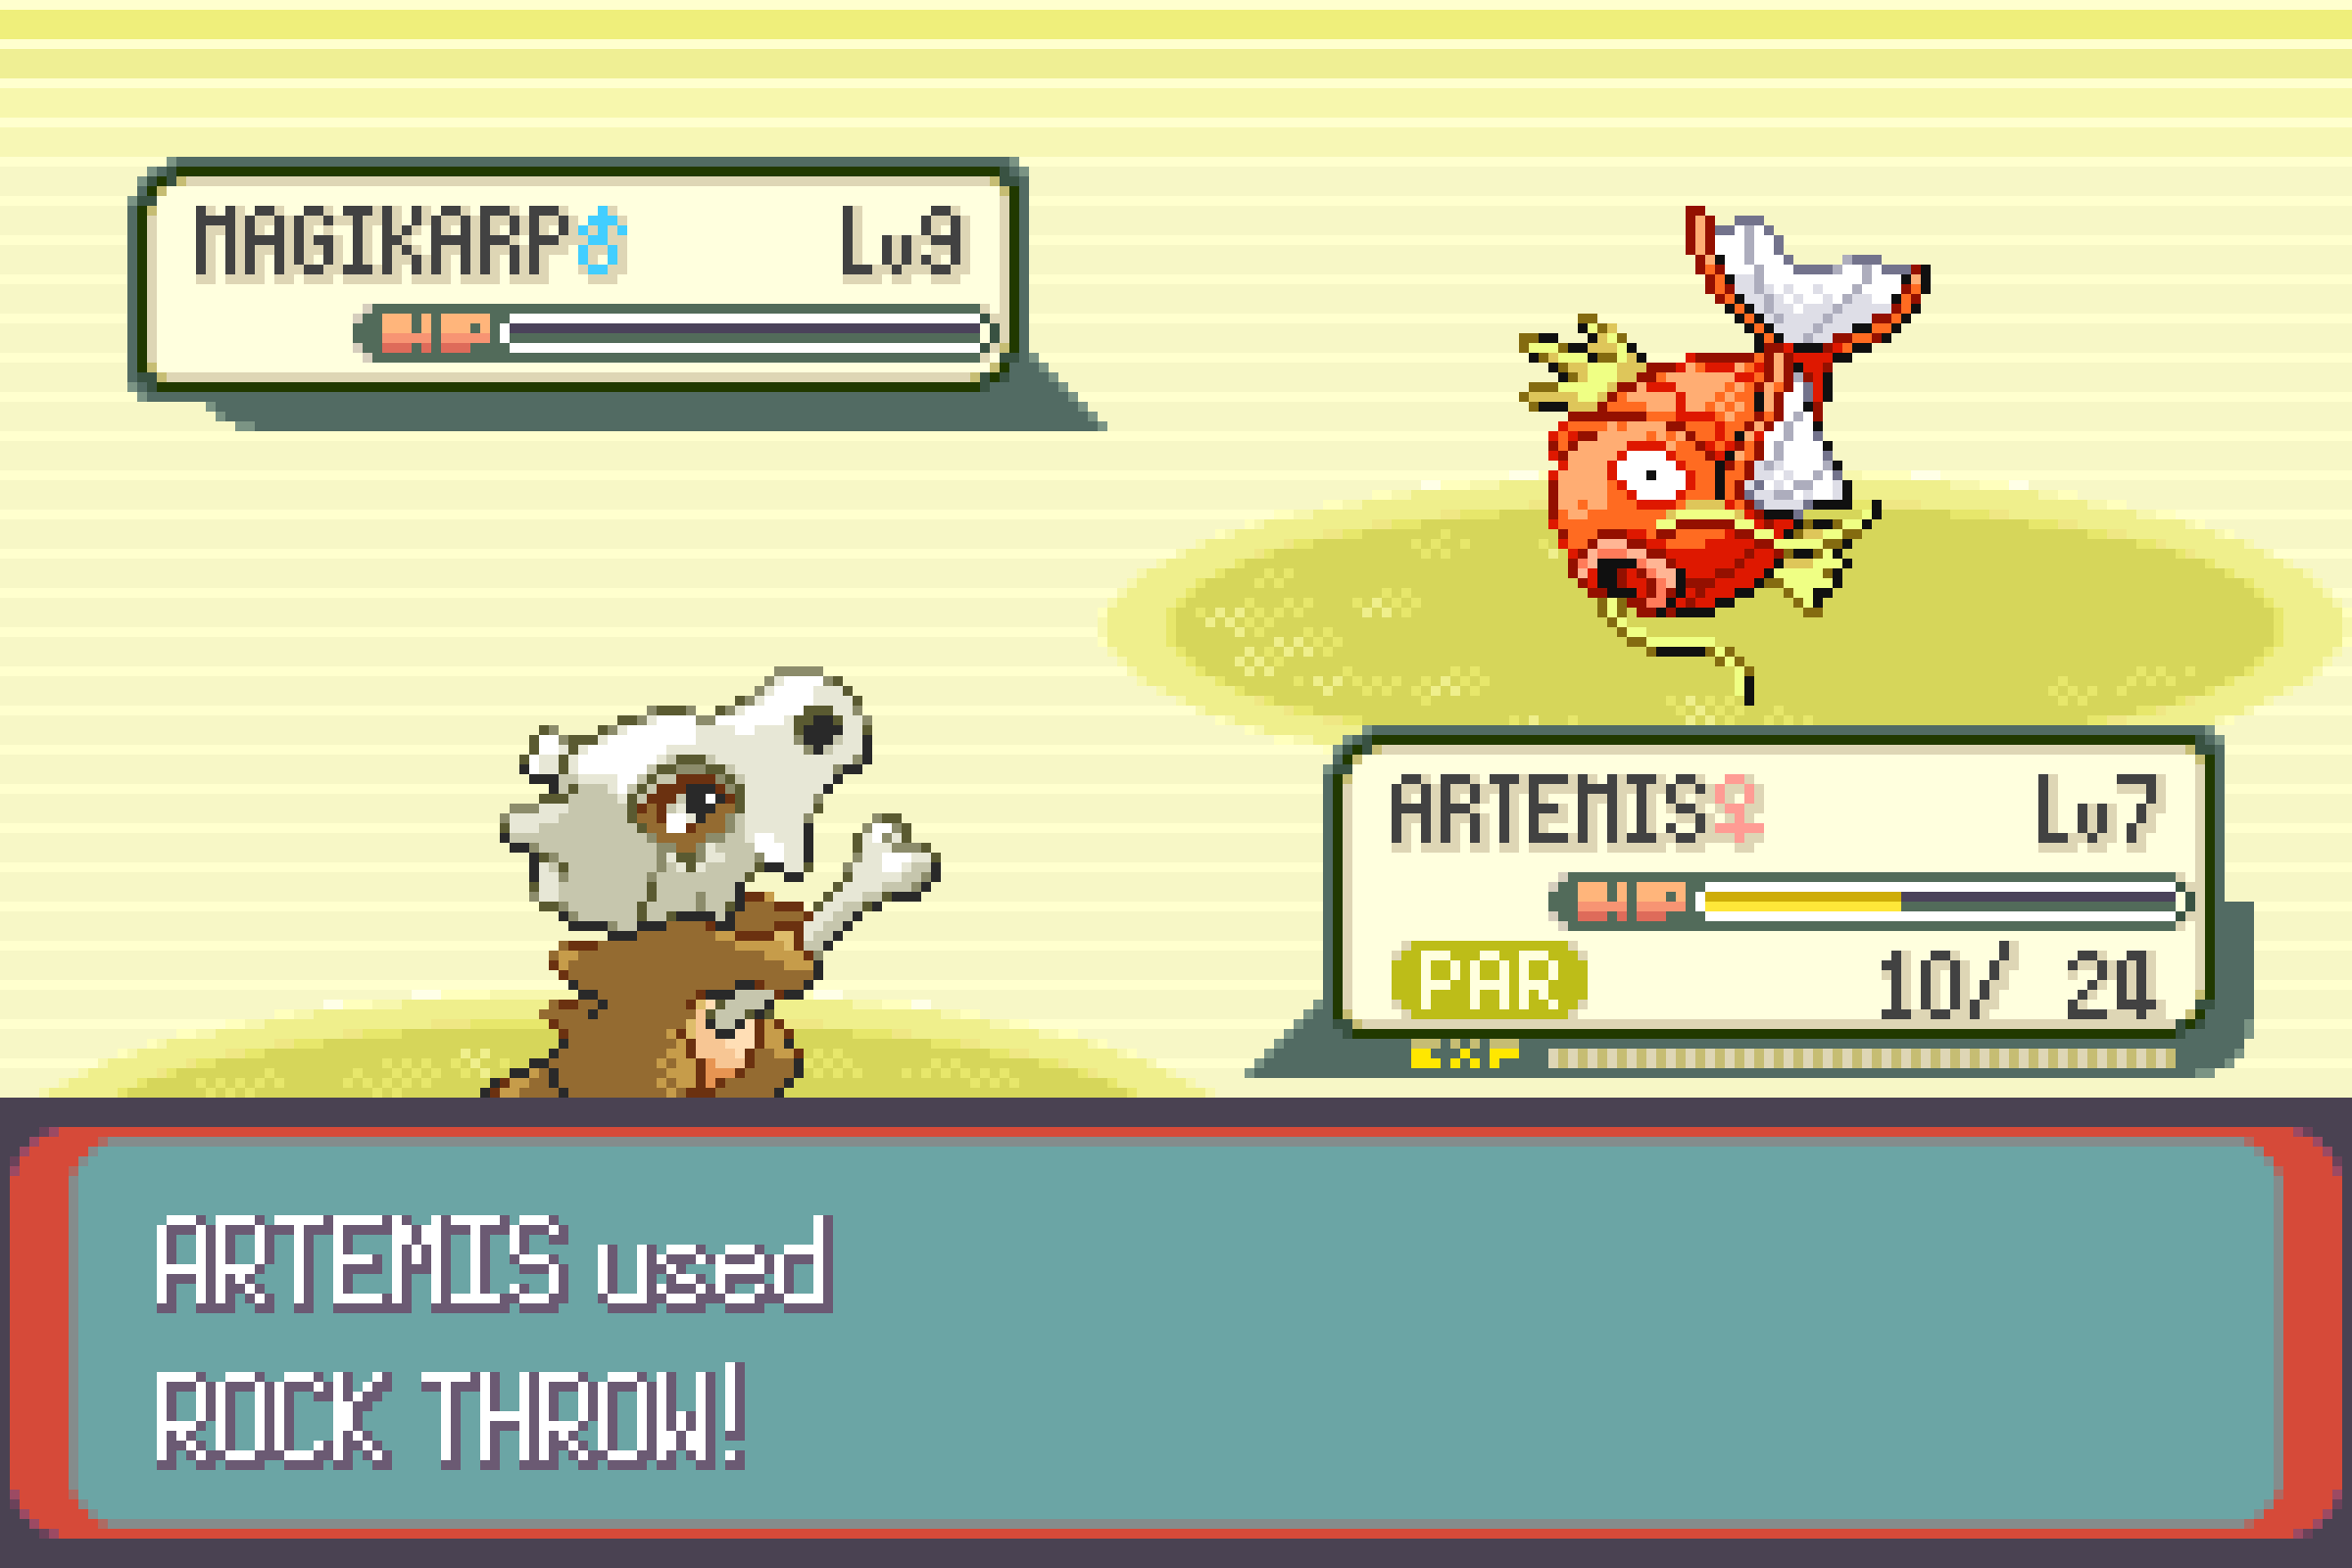 MAGIKARP♂ Lv9
HP
ARTEMIS♀ Lv7
HP
PAR 10/ 24
EXP
ARTEMIS used
ROCK THROW!